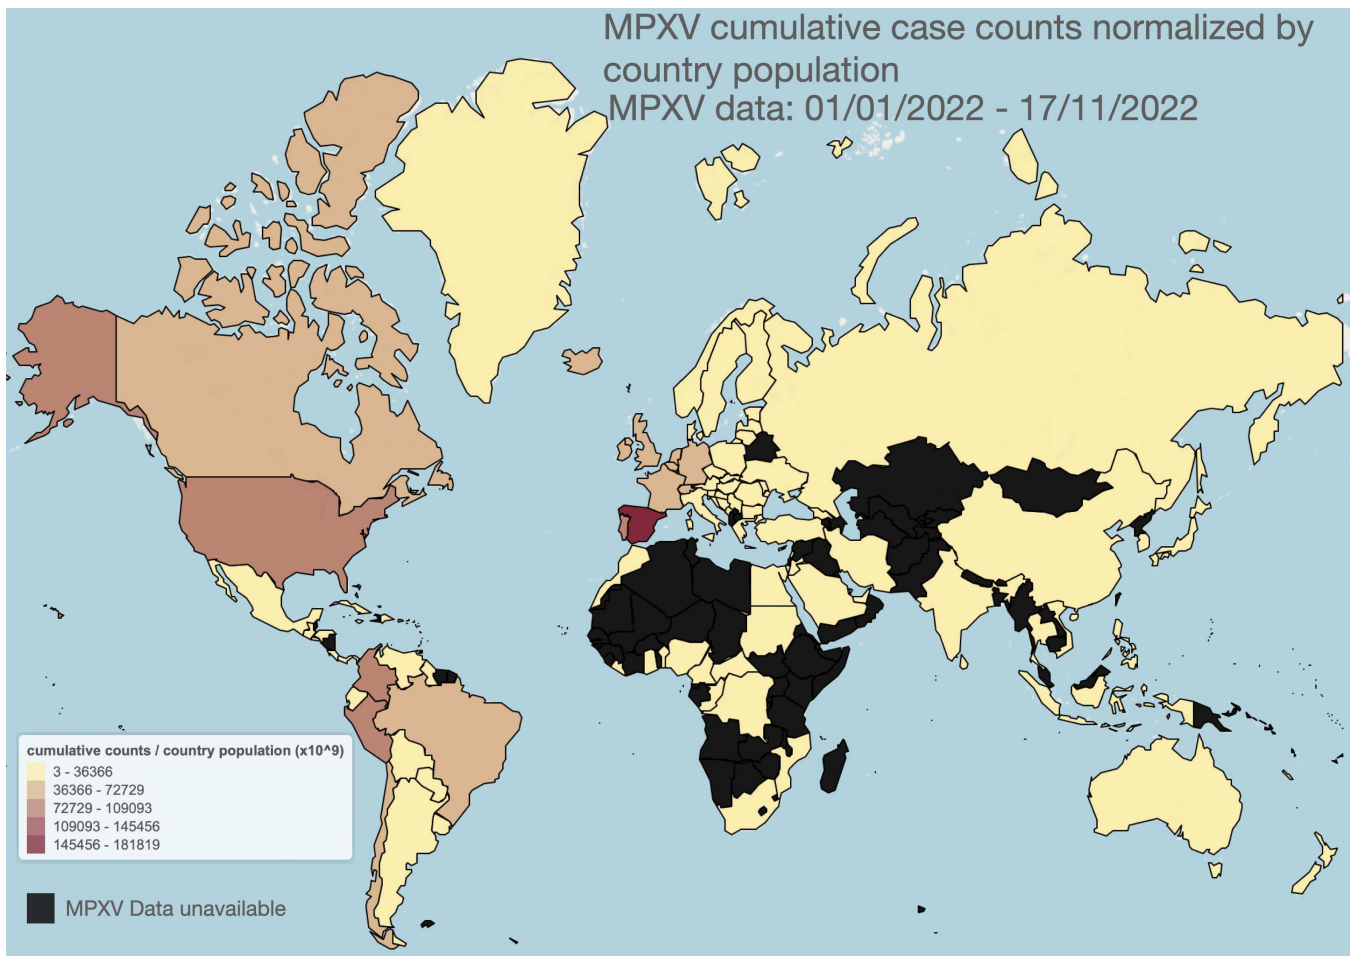 MPXV cumulative case counts normalized by
country population
MPXV data: 01/01/2022 - 17/11/2022
cumulative counts / country population (x10^9)
3 - 36366
36366 - 72729
72729 - 109093
109093 - 145456
145456 - 181819
MPXV Data unavailable